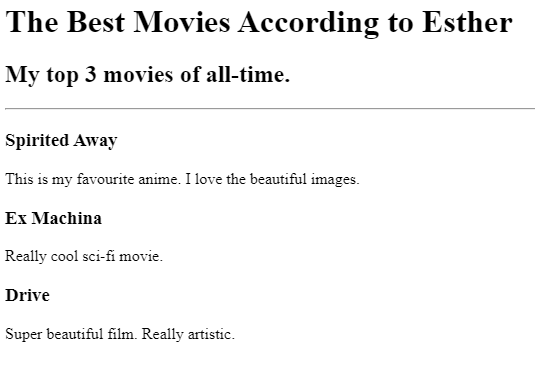 The Best Movies According to Esther
My top 3 movies of all-time.
Spirited Away
This is my favourite anime. I love the beautiful images.
Ex Machina
Really cool sci-fi movie.
Drive
Super beautiful film. Really artistic.